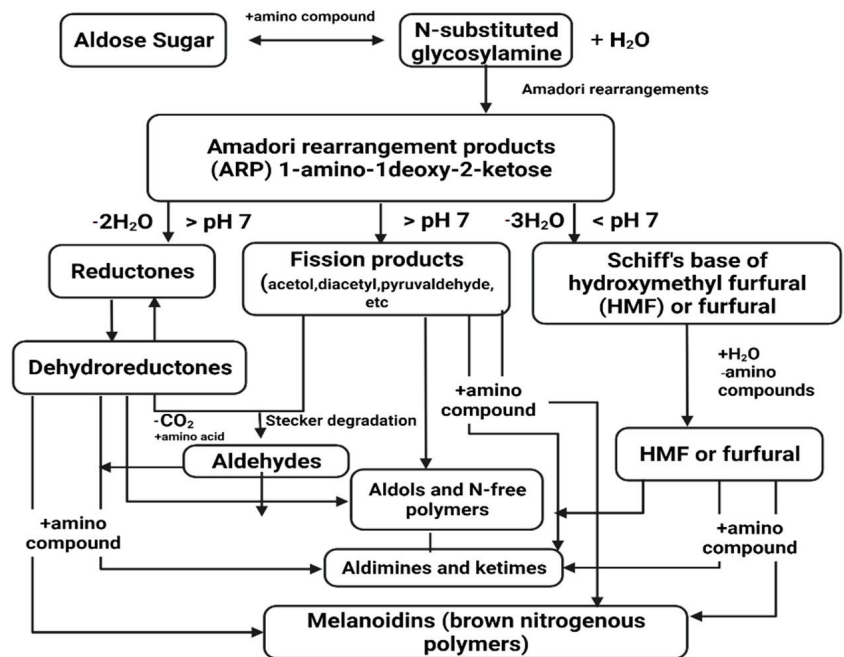 +amino compound
Aldose Sugar
N-substituted
glycosylamine
+ H₂O
Amadori rearrangements
Amadori rearrangement products
(ARP) 1-amino-1deoxy-2-ketose
-2H₂O > pH 7
> pH 7
-3H₂O < pH 7
Reductones
Fission products
(acetol,diacetyl,pyruvaldehyde,
etc
Schiff's base of
hydroxymethyl furfural
(HMF) or furfural
Dehydroreductones
+H₂O
-amino
compounds
+amino
compound
-CO₂
+amino acid
Stecker degradation
Aldehydes
HMF or furfural
Aldols and N-free
polymers
+amino
compound
+amino
compound
Aldimines and ketimes
Melanoidins (brown nitrogenous
polymers)